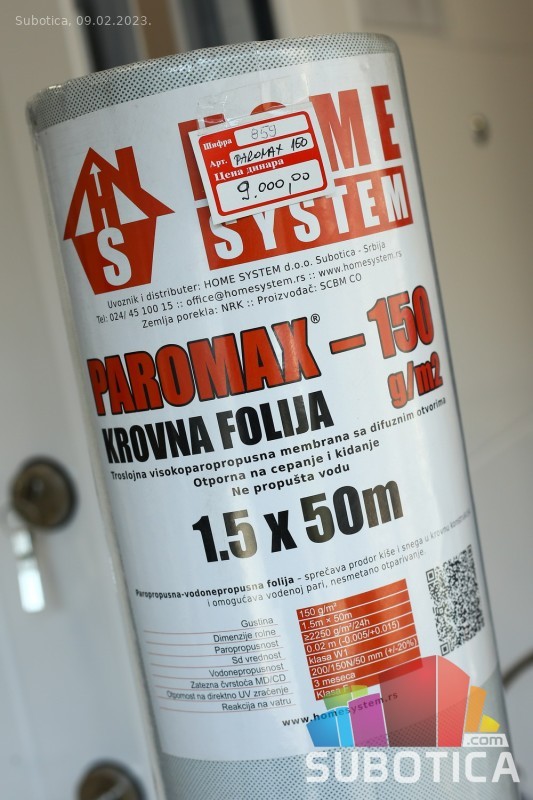 Subotica, 09.02.2023.
HOME
SYSTEM
Шифра 859
Арт. PAROMAX 150
Цена динара
9.000,00
HS
Uvoznik i distributer: HOME SYSTEM d.o.o. Subotica - Srbija
Tel: 024/ 45 100 15 :: office@homesystem.rs :: www.homesystem.rs
Zemlja porekla: NRK :: Proizvođač: SCBM CO
PAROMAX® – 150
g/m2
KROVNA FOLIJA
Troslojna visokoparopropusna membrana sa difuznim otvorima
Otporna na cepanje i kidanje
Ne propušta vodu
1.5 x 50m
Paropropusna-vodonepropusna folija – sprečava prodor kiše i snega u krovnu konstrukciju
i omogućava vodenoj pari, nesmetano otparivanje.
Gustina 150 g/m²
Dimenzije rolne 1.5m × 50m
Paropropusnost ≥2250 g/m²/24h
Sd vrednost 0.02 m (-0.005/+0.015)
Vodonepropusnost klasa W1
Zatezna čvrstoća MD/CD 200/150N/50 mm (+/-20%)
Otpornost na direktno UV zračenje 3 meseca
Reakcija na vatru Klasa
www.homesystem.rs
.com
SUBOTICA